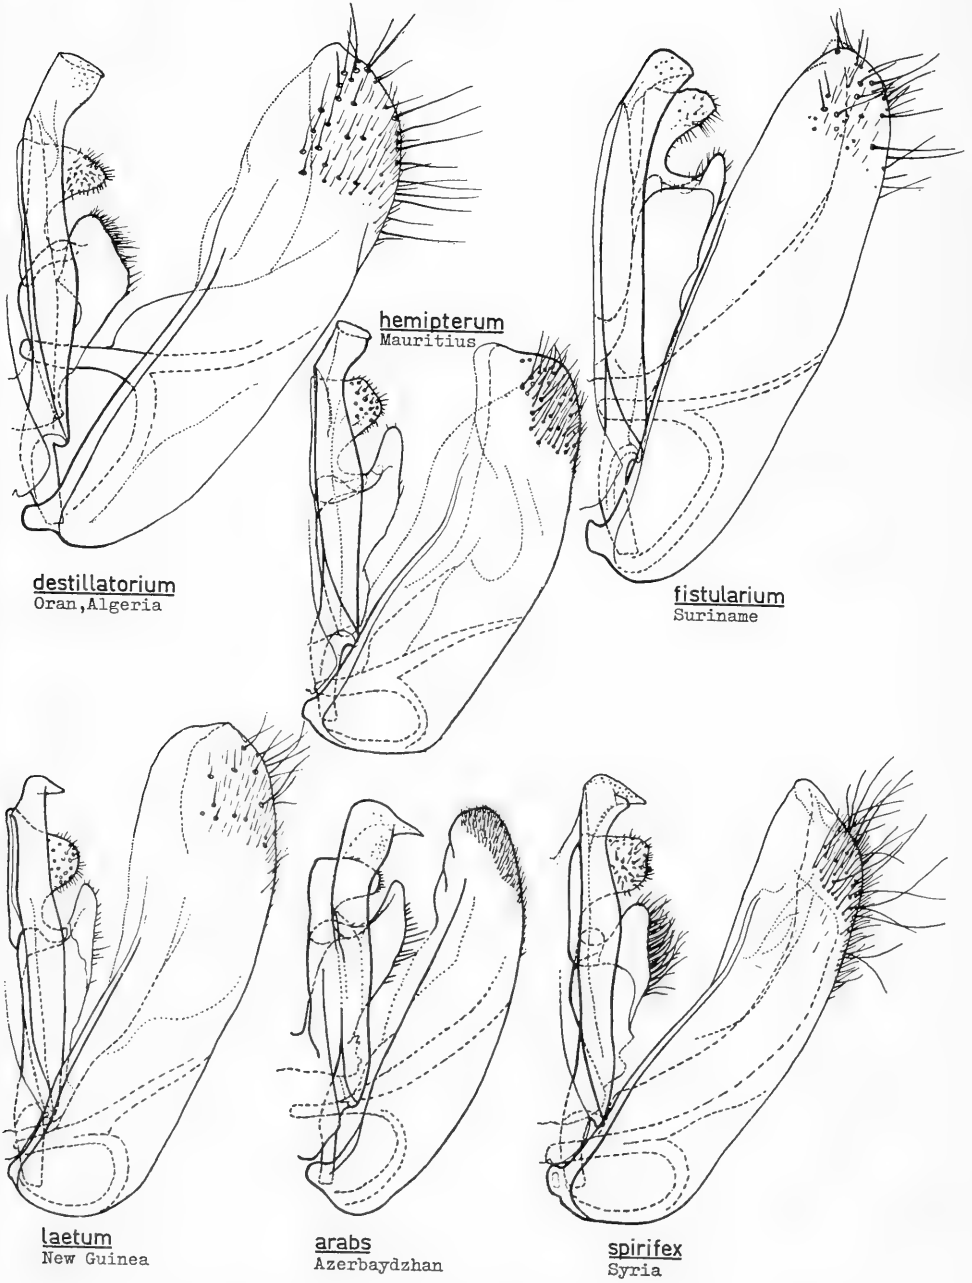 hemipterum
Mauritius
destillatorium
Oran,Algeria
fistularium
Suriname
laetum
New Guinea
arabs
Azerbaydzhan
spirifex
Syria